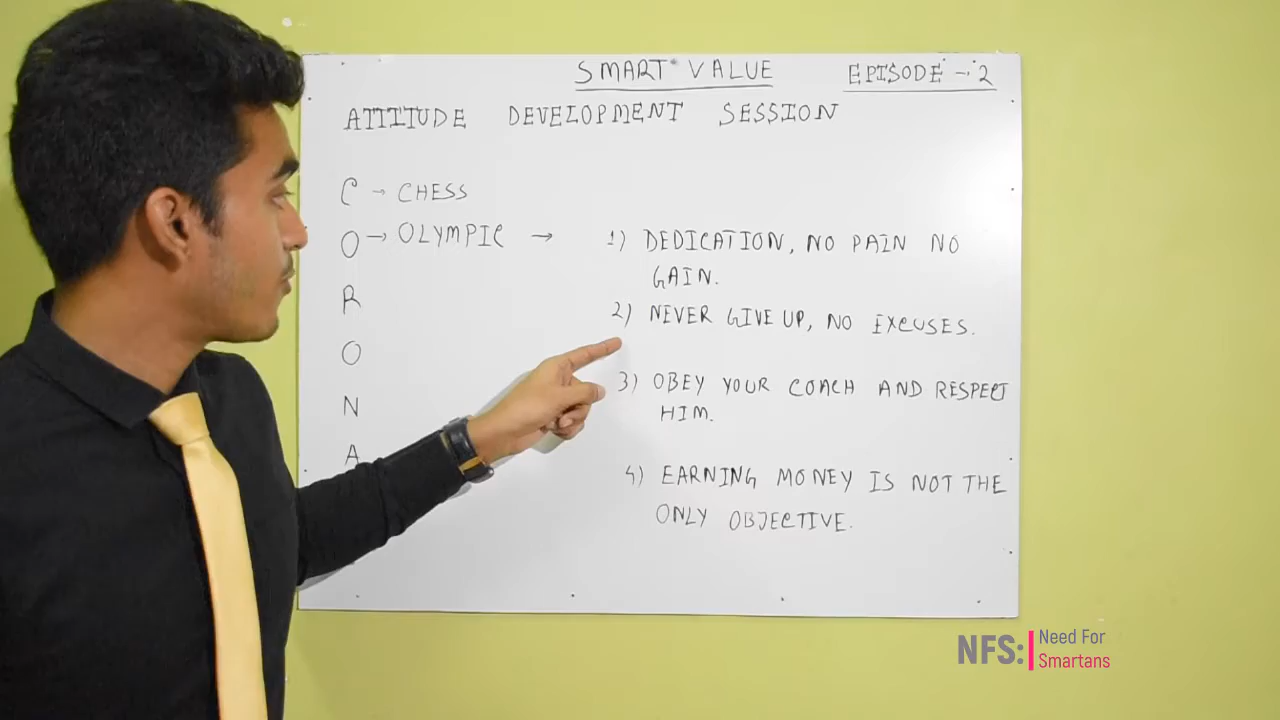 SMART VALUE
EPISODE - 2
ATTITUDE DEVELOPMENT SESSION
C → CHESS
O → OLYMPIC → 1) DEDICATION, NO PAIN NO
GAIN.
R
2) NEVER GIVE UP, NO EXCUSES.
O
3) OBEY YOUR COACH AND RESPECT
HIM.
N
A
4) EARNING MONEY IS NOT THE
ONLY OBJECTIVE.
NFS: Need For
Smartans